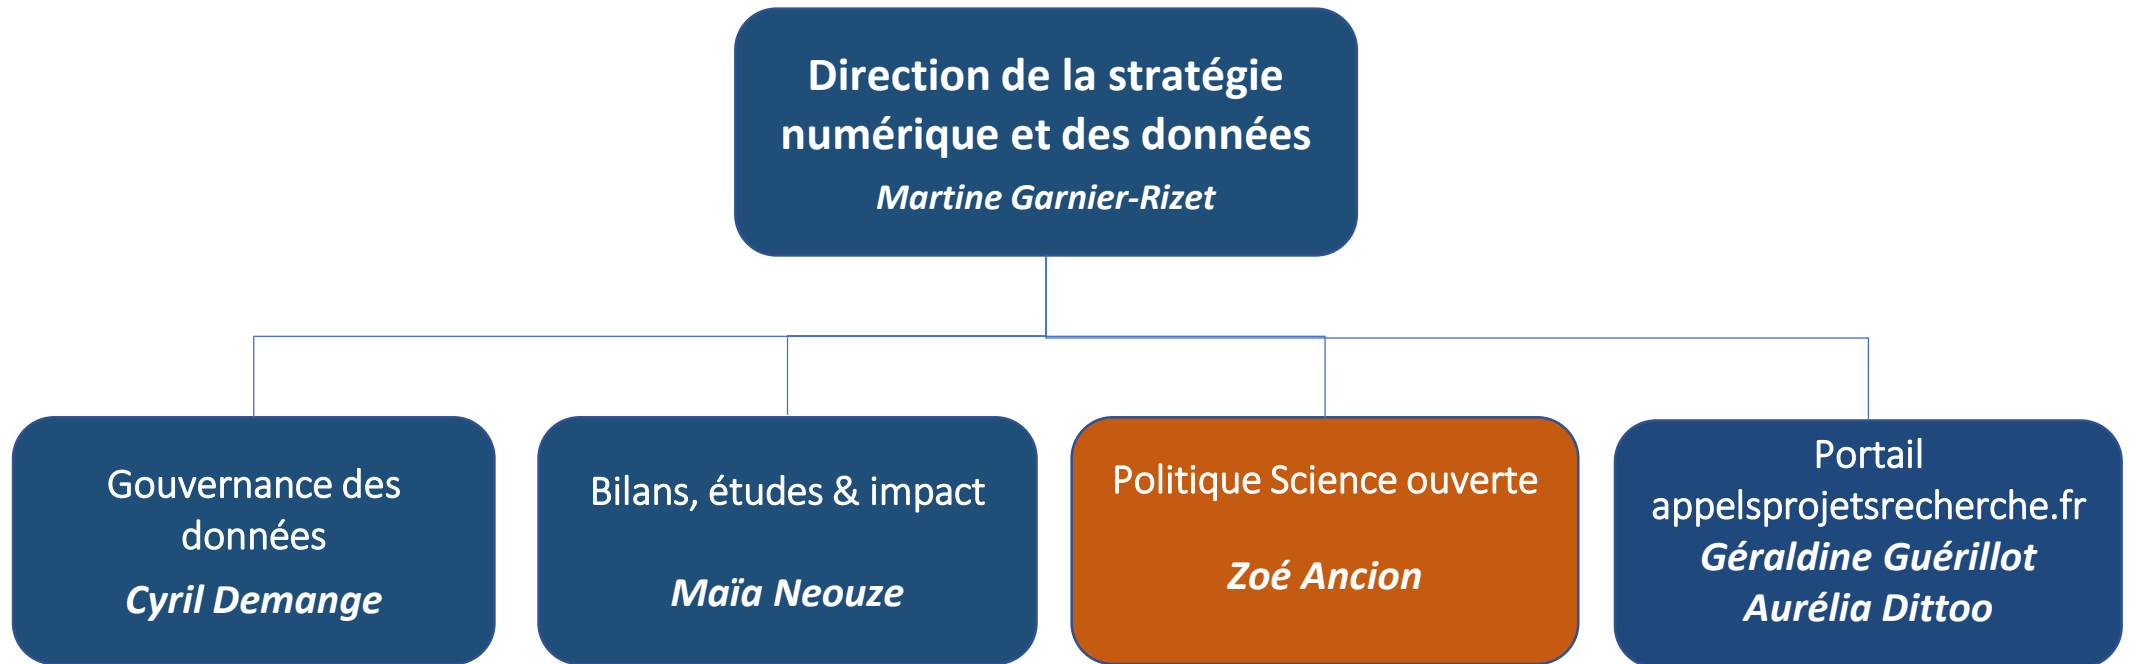 Direction de la stratégie
numérique et des données
Martine Garnier-Rizet
Gouvernance des
données
Cyril Demange
Bilans, études & impact
Maïa Neouze
Politique Science ouverte
Zoé Ancion
Portail
appelsprojetsrecherche.fr
Géraldine Guérillot
Aurélia Dittoo